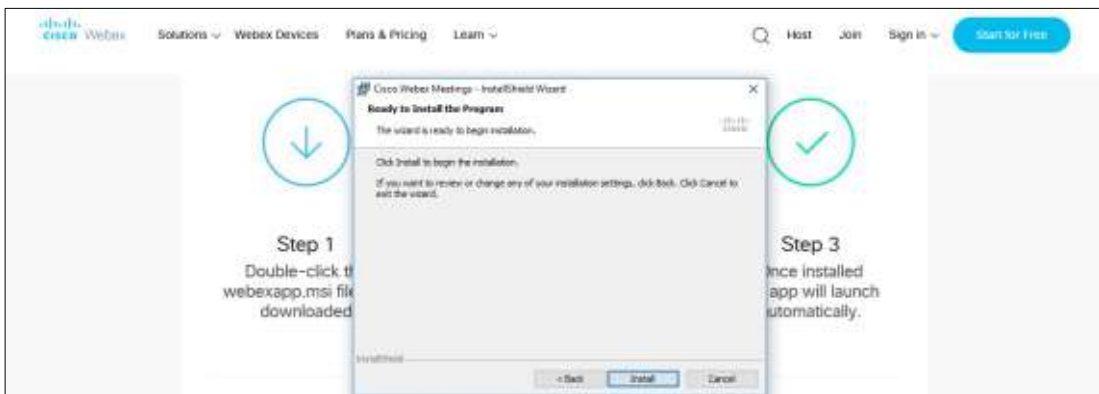 cisco Webex Solutions Webex Devices Plans & Pricing Learn Host Join Sign in Start for Free
Cisco Webex Meetings - InstallShield Wizard
Ready to Install the Program
The wizard is ready to begin installation.
cisco
Click Install to begin the installation.
If you want to review or change any of your installation settings, click Back. Click Cancel to
exit the wizard.
InstallShield
< Back Install Cancel
Step 1
Double-click t
webexapp.msi file
downloaded
Step 3
nce installed
app will launch
utomatically.